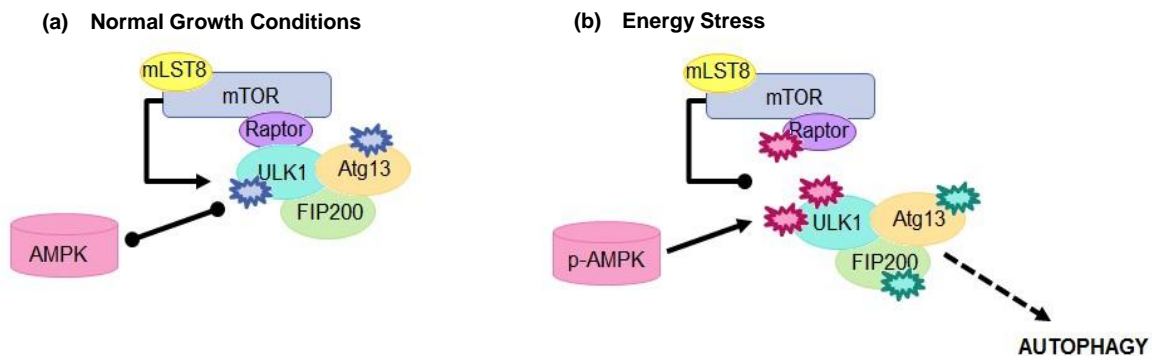 (a) Normal Growth Conditions
mLST8
mTOR
Raptor
ULK1
Atg13
FIP200
AMPK
(b) Energy Stress
mLST8
mTOR
Raptor
ULK1
Atg13
FIP200
p-AMPK
AUTOPHAGY